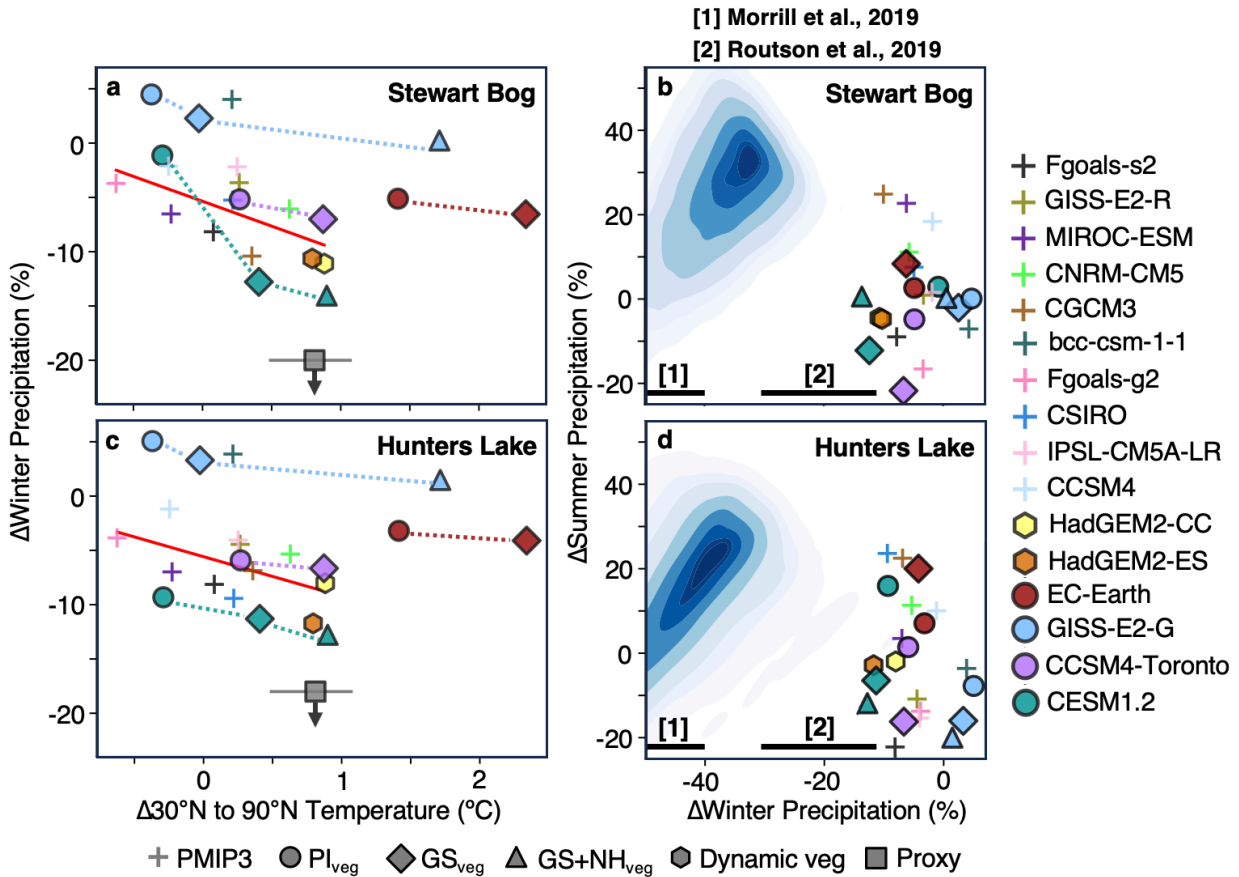 [1] Morrill et al., 2019
[2] Routson et al., 2019
a
Stewart Bog
0
-10
-20
ΔWinter Precipitation (%)
b
Stewart Bog
40
20
0
-20
[1]
[2]
ΔSummer Precipitation (%)
c
Hunters Lake
0
-10
-20
0
1
2
Δ30°N to 90°N Temperature (ºC)
d
Hunters Lake
40
20
0
-20
[1]
[2]
-40
-20
0
ΔWinter Precipitation (%)
Fgoals-s2
GISS-E2-R
MIROC-ESM
CNRM-CM5
CGCM3
bcc-csm-1-1
Fgoals-g2
CSIRO
IPSL-CM5A-LR
CCSM4
HadGEM2-CC
HadGEM2-ES
EC-Earth
GISS-E2-G
CCSM4-Toronto
CESM1.2
PMIP3
PIveg
GSveg
GS+NHveg
Dynamic veg
Proxy